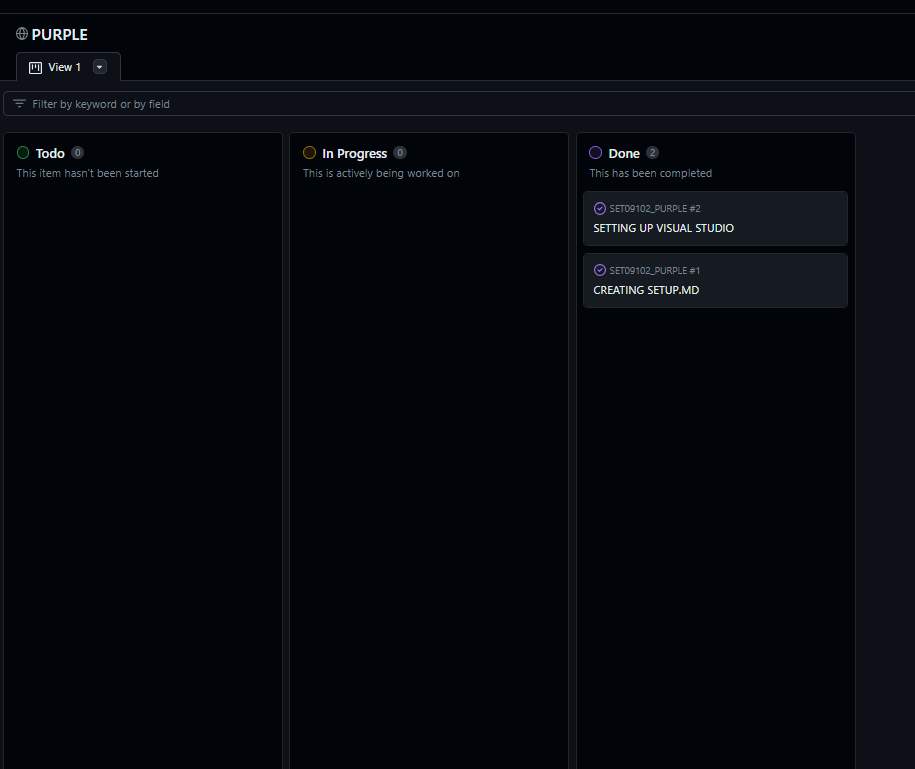 PURPLE
View 1
Filter by keyword or by field
Todo 0
This item hasn't been started
In Progress 0
This is actively being worked on
Done 2
This has been completed
SET09102_PURPLE #2
SETTING UP VISUAL STUDIO
SET09102_PURPLE #1
CREATING SETUP.MD